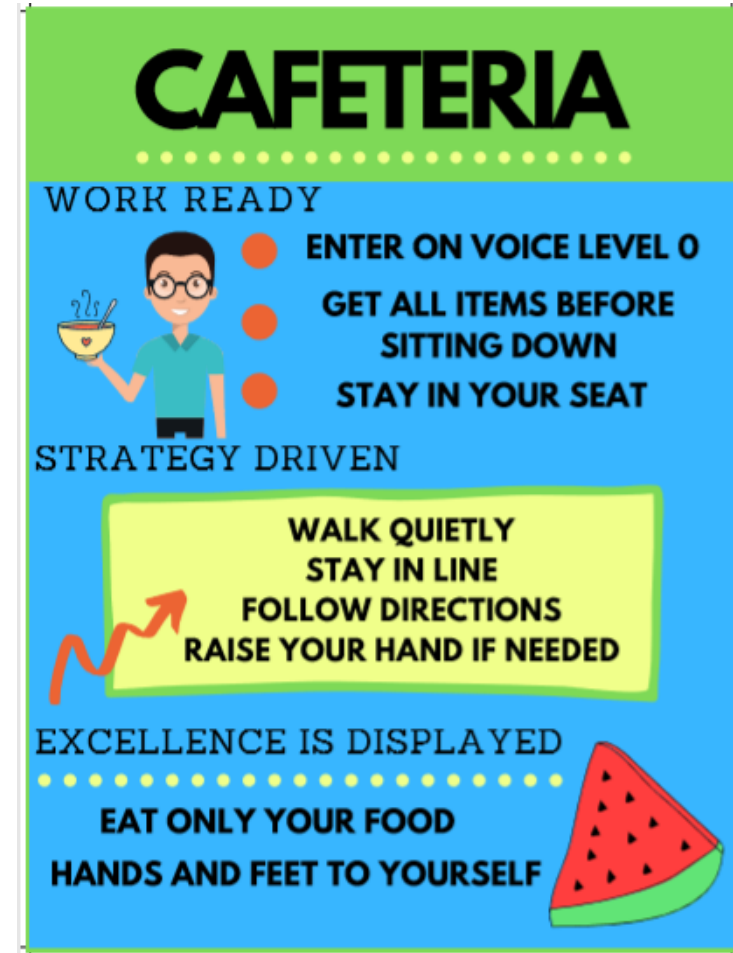 CAFETERIA
WORK READY
ENTER ON VOICE LEVEL 0
GET ALL ITEMS BEFORE
SITTING DOWN
STAY IN YOUR SEAT
STRATEGY DRIVEN
WALK QUIETLY
STAY IN LINE
FOLLOW DIRECTIONS
RAISE YOUR HAND IF NEEDED
EXCELLENCE IS DISPLAYED
EAT ONLY YOUR FOOD
HANDS AND FEET TO YOURSELF